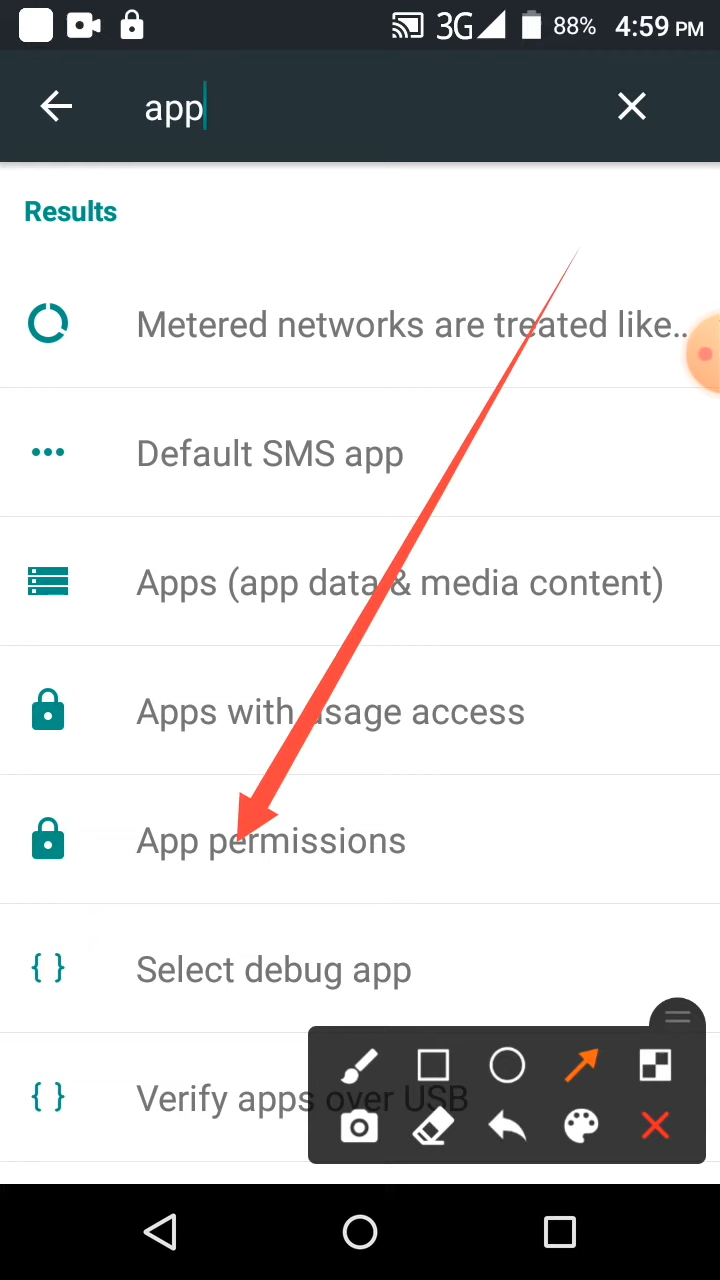 3G 88% 4:59 PM
app
Results
Metered networks are treated like..
Default SMS app
Apps (app data & media content)
Apps with usage access
App permissions
Select debug app
Verify apps over USB